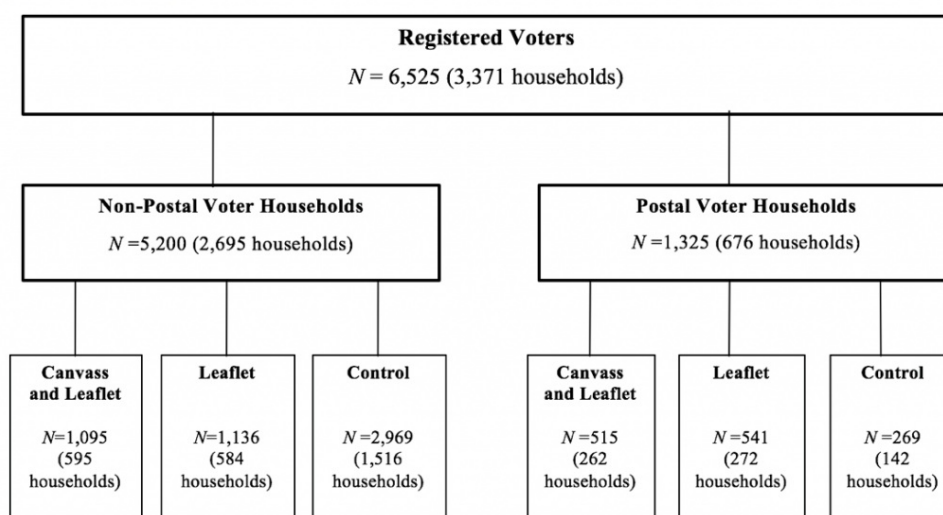 Registered Voters
N = 6,525 (3,371 households)
Non-Postal Voter Households
N =5,200 (2,695 households)
Postal Voter Households
N =1,325 (676 households)
Canvass
and Leaflet
N=1,095
(595
households)
Leaflet
N=1,136
(584
households)
Control
N=2,969
(1,516
households)
Canvass
and Leaflet
N=515
(262
households)
Leaflet
N=541
(272
households)
Control
N=269
(142
households)